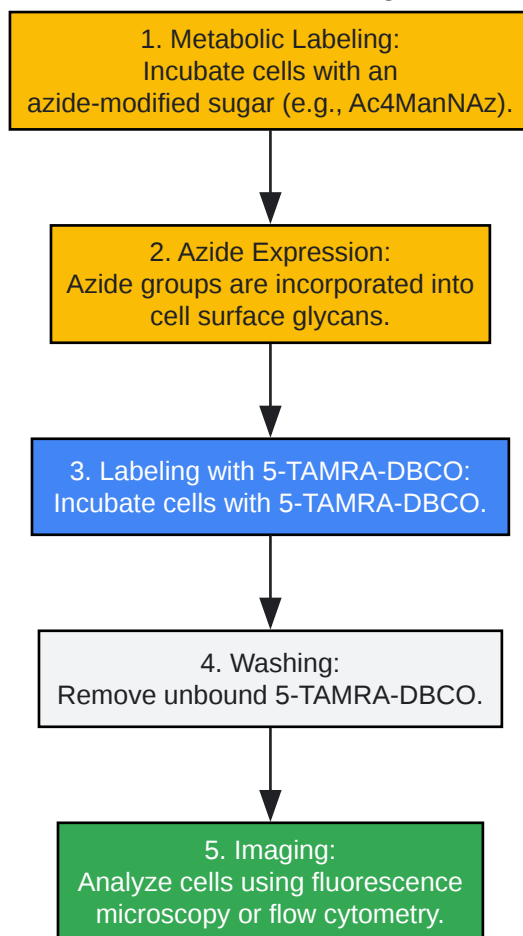 1. Metabolic Labeling:
Incubate cells with an
azide-modified sugar (e.g., Ac4ManNAz).
2. Azide Expression:
Azide groups are incorporated into
cell surface glycans.
3. Labeling with 5-TAMRA-DBCO:
Incubate cells with 5-TAMRA-DBCO.
4. Washing:
Remove unbound 5-TAMRA-DBCO.
5. Imaging:
Analyze cells using fluorescence
microscopy or flow cytometry.